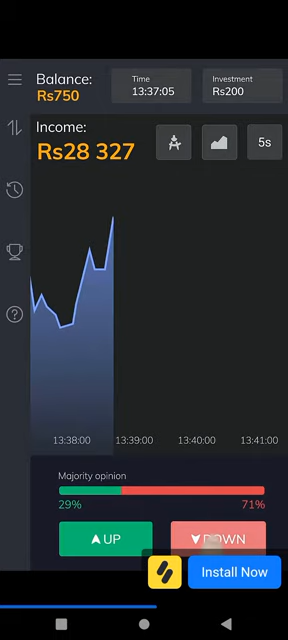 Balance:
Rs750
Time
13:37:05
Investment
Rs200
Income:
Rs28 327
5s
13:38:00 13:39:00 13:40:00 13:41:00
Majority opinion
29% 71%
UP DOWN
Install Now